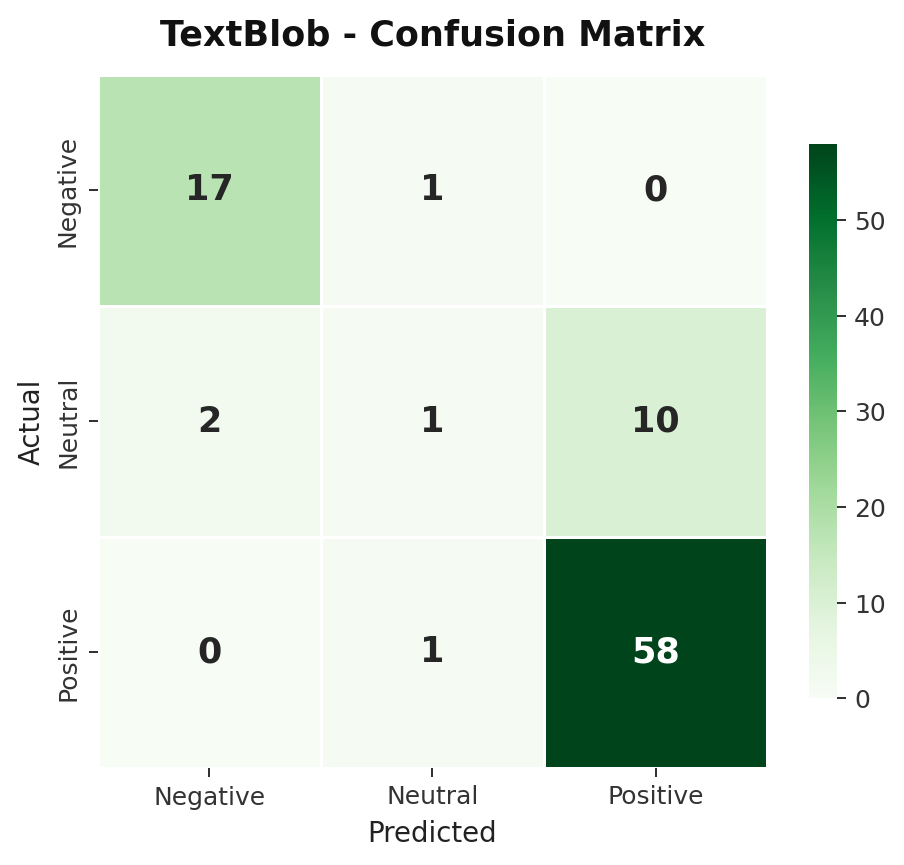 TextBlob - Confusion Matrix
Actual
Negative
17
1
0
Neutral
2
1
10
Positive
0
1
58
Negative
Neutral
Positive
Predicted
50
40
30
20
10
0